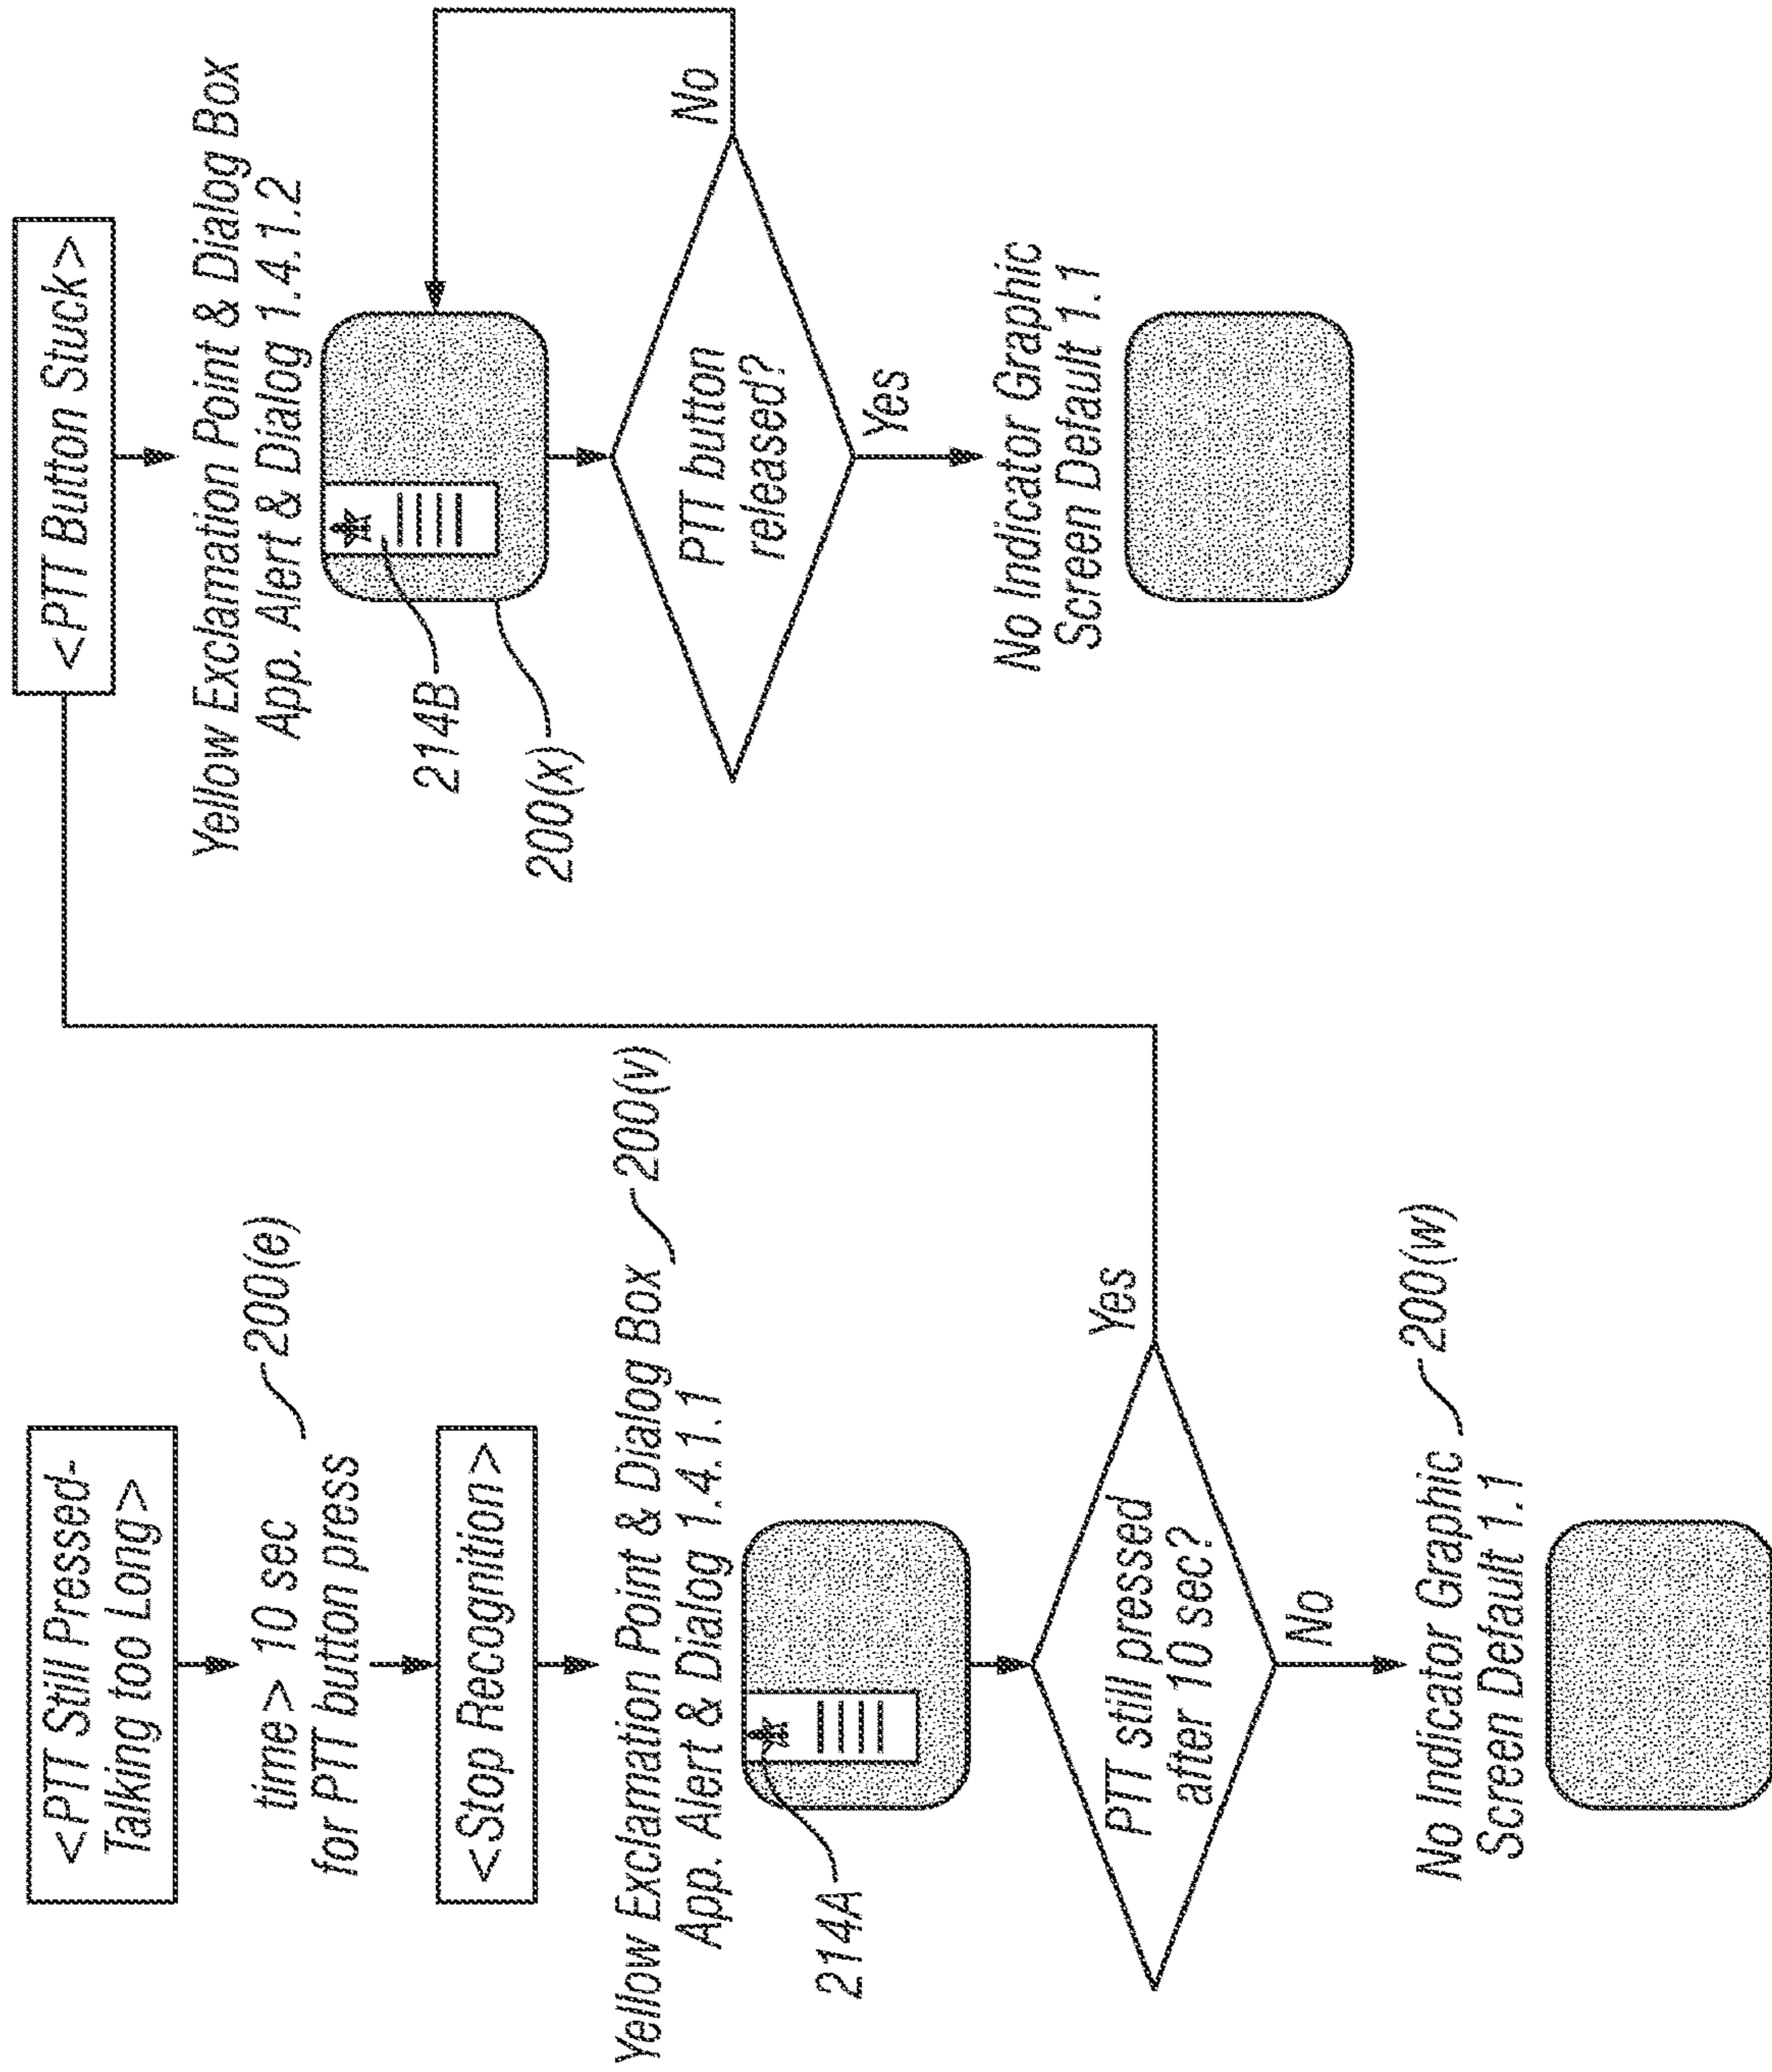 <PTT Still Pressed-
Talking too Long>
time> 10 sec
for PTT button press
200(e)
<Stop Recognition>
Yellow Exclamation Point & Dialog Box
App. Alert & Dialog 1.4.1.1
200(v)
214A
PTT still pressed
after 10 sec?
Yes
No
No Indicator Graphic
Screen Default 1.1
200(w)
<PTT Button Stuck>
Yellow Exclamation Point & Dialog Box
App. Alert & Dialog 1.4.1.2
214B
200(x)
PTT button
released?
No
Yes
No Indicator Graphic
Screen Default 1.1